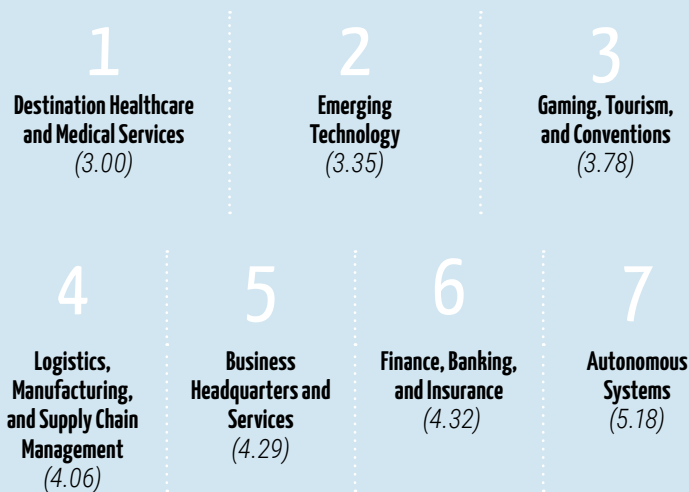 1
Destination Healthcare
and Medical Services
(3.00)
2
Emerging
Technology
(3.35)
3
Gaming, Tourism,
and Conventions
(3.78)
4
Logistics,
Manufacturing,
and Supply Chain
Management
(4.06)
5
Business
Headquarters and
Services
(4.29)
6
Finance, Banking,
and Insurance
(4.32)
7
Autonomous
Systems
(5.18)